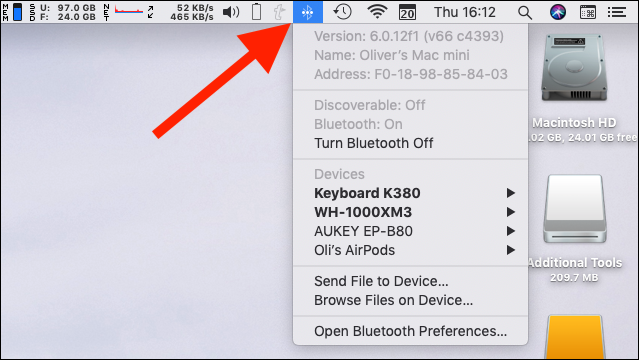 MEM
SSD
U: 97.0 GB
F: 24.0 GB
NET
52 KB/s
465 KB/s
20
Thu 16:12
Version: 6.0.12f1 (v66 c4393)
Name: Oliver's Mac mini
Address: F0-18-98-85-84-03
Discoverable: Off
Bluetooth: On
Turn Bluetooth Off
Devices
Keyboard K380
WH-1000XM3
AUKEY EP-B80
Oli's AirPods
Send File to Device...
Browse Files on Device...
Open Bluetooth Preferences...
Macintosh HD
.02 GB, 24.01 GB free
Additional Tools
209.7 MB